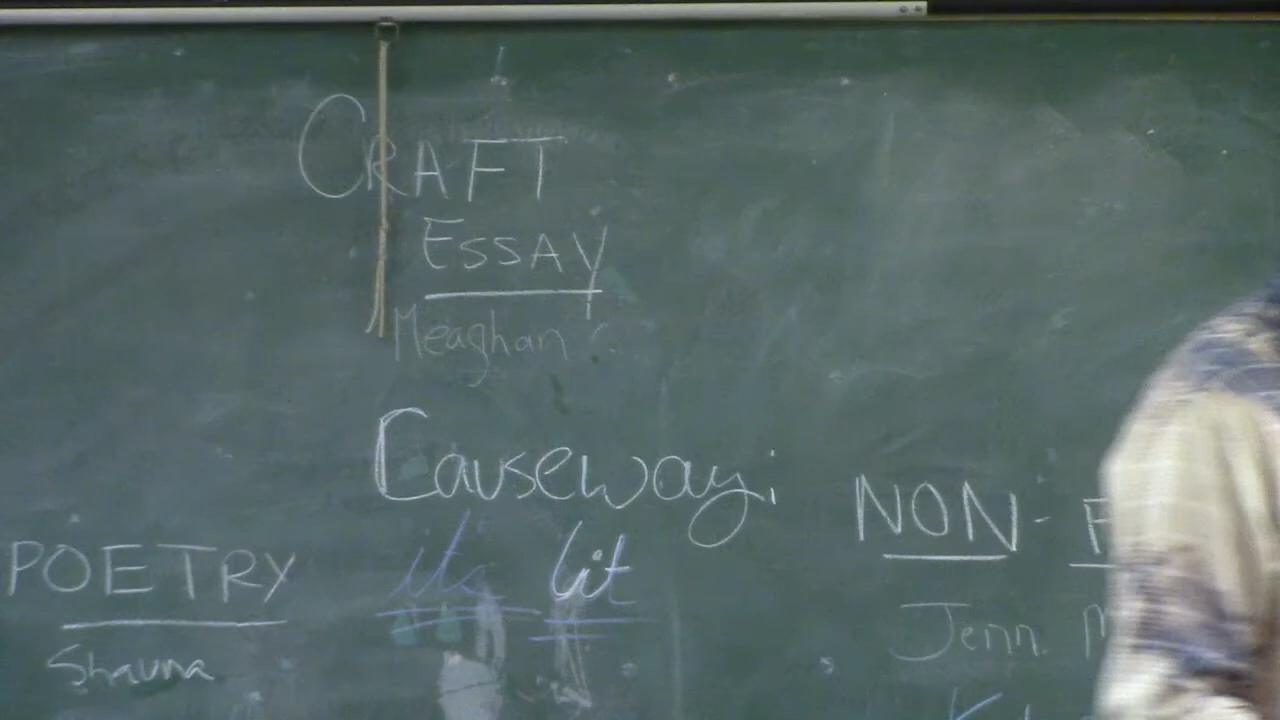 CRAFT
ESSAY
Meaghan
Causeway:
lit
NON-
Jenn
POETRY
Shauna